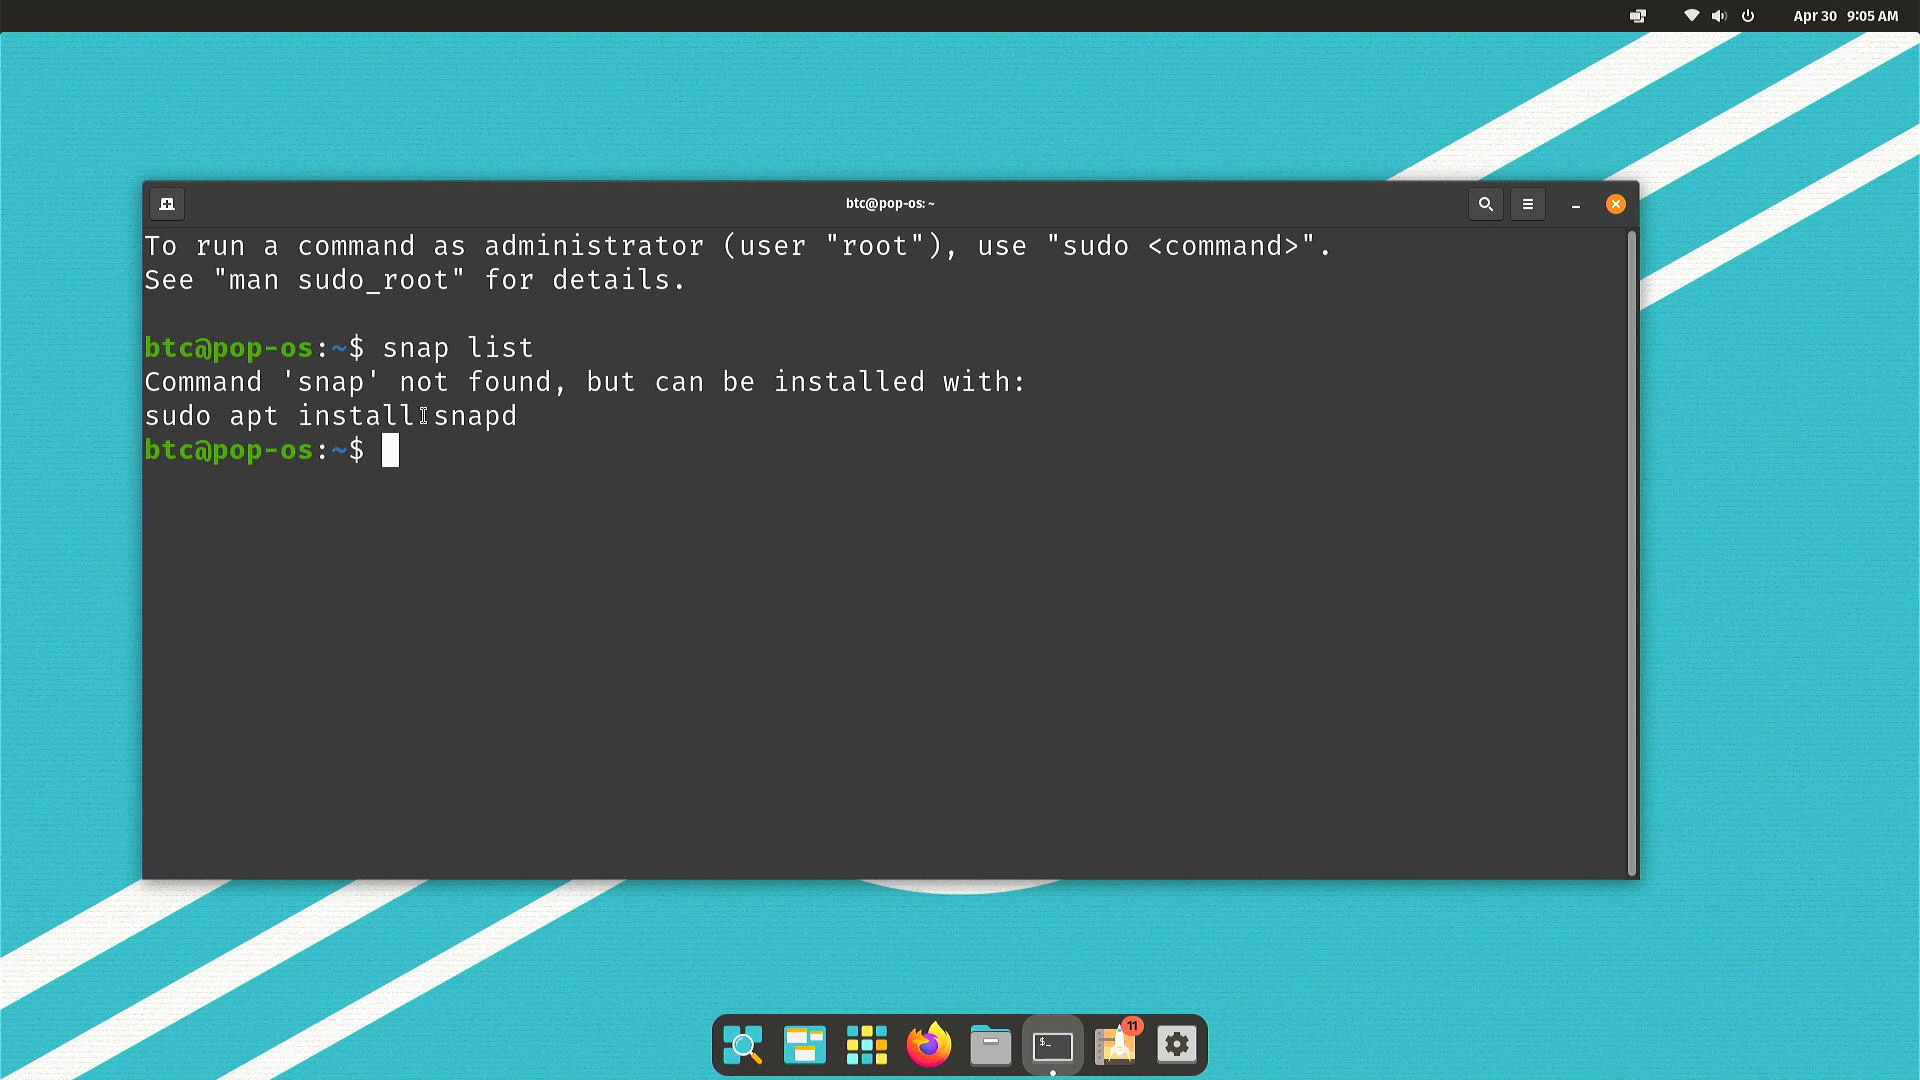 Apr 30 9:05 AM
btc@pop-os: ~
To run a command as administrator (user "root"), use "sudo <command>".
See "man sudo_root" for details.
btc@pop-os:~$ snap list
Command 'snap' not found, but can be installed with:
sudo apt install snapd
btc@pop-os:~$
$_
11